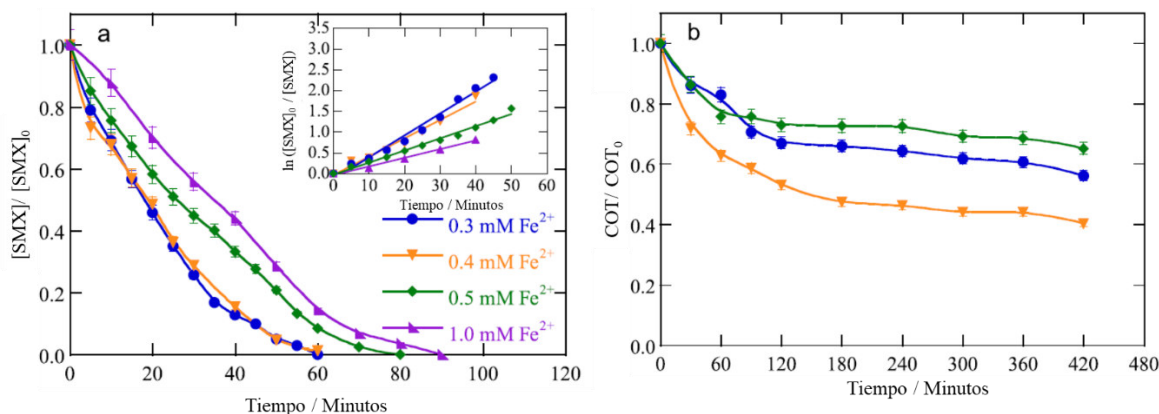 a
[SMX]/ [SMX]₀
1.0
0.8
0.6
0.4
0.2
0.0
0 20 40 60 80 100 120
Tiempo / Minutos
ln ([SMX]₀ / [SMX])
3.5
3.0
2.5
2.0
1.5
1.0
0.5
0.0
0 10 20 30 40 50 60
Tiempo / Minutos
0.3 mM Fe²⁺
0.4 mM Fe²⁺
0.5 mM Fe²⁺
1.0 mM Fe²⁺
b
COT/ COT₀
1.0
0.8
0.6
0.4
0.2
0.0
0 60 120 180 240 300 360 420 480
Tiempo / Minutos